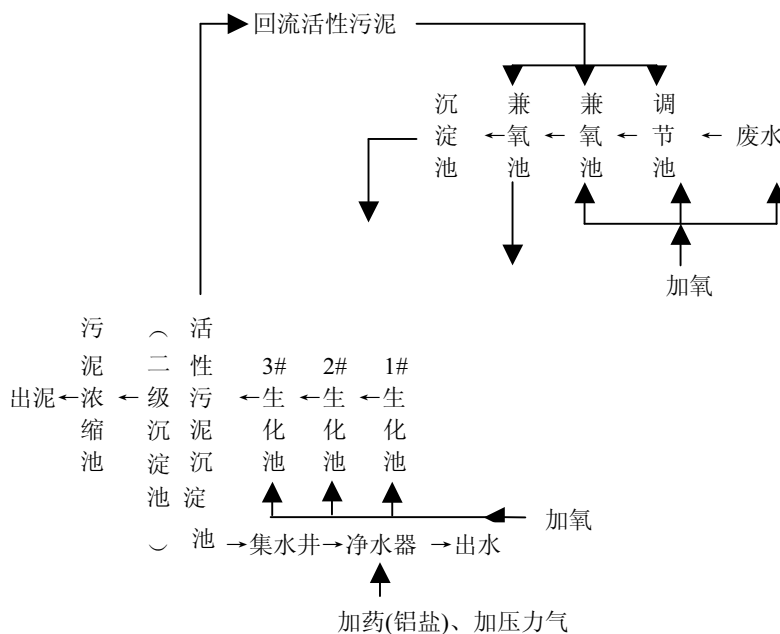 回流活性污泥
沉淀池
←
兼氧池
←
兼氧池
←
调节池
←
废水
加氧
出泥
←
污泥浓缩池
←
（二级沉淀池）
活性污泥沉淀池
←
3#生化池
←
2#生化池
←
1#生化池
加氧
→集水井→净水器→出水
加药(铝盐)、加压力气